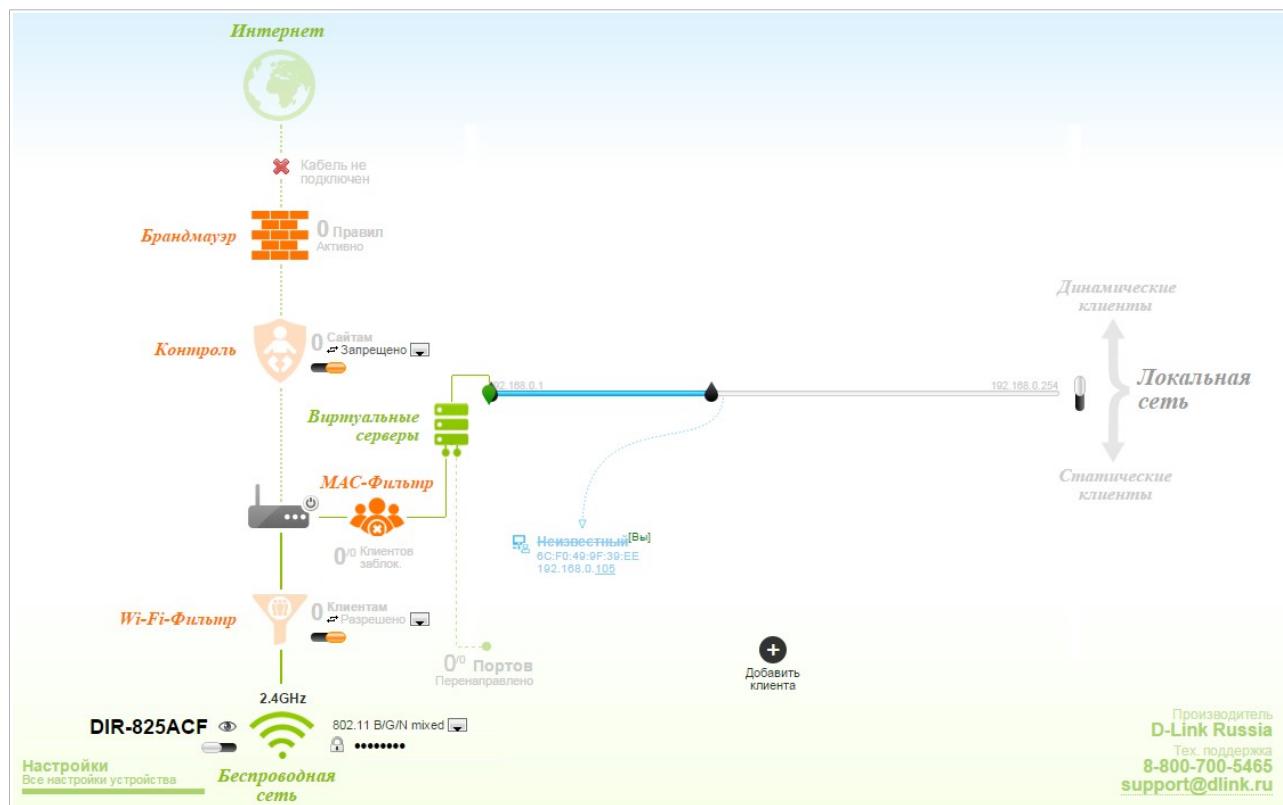 Интернет
Кабель не
подключен
Брандмауэр
0 Правил
Активно
Динамические
клиенты
Контроль
0 Сайтам
Запрещено
192.168.0.1
192.168.0.254
Локальная
сеть
Виртуальные
серверы
МАС-Фильтр
Статические
клиенты
0/0 Клиентов
заблок.
Неизвестный[Вы]
6C:F0:49:9F:39:EE
192.168.0.105
Wi-Fi-Фильтр
0 Клиентам
Разрешено
0/0 Портов
Перенаправлено
Добавить
клиента
2.4GHz
DIR-825ACF
802.11 B/G/N mixed
••••••••
Беспроводная
сеть
Настройки
Все настройки устройства
Производитель
D-Link Russia
Тех. поддержка
8-800-700-5465
support@dlink.ru